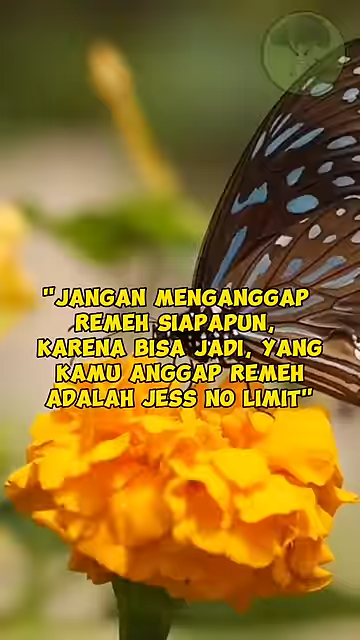 "JANGAN MENGANGGAP
REMEH SIAPAPUN,
KARENA BISA JADI, YANG
KAMU ANGGAP REMEH
ADALAH JESS NO LIMIT"